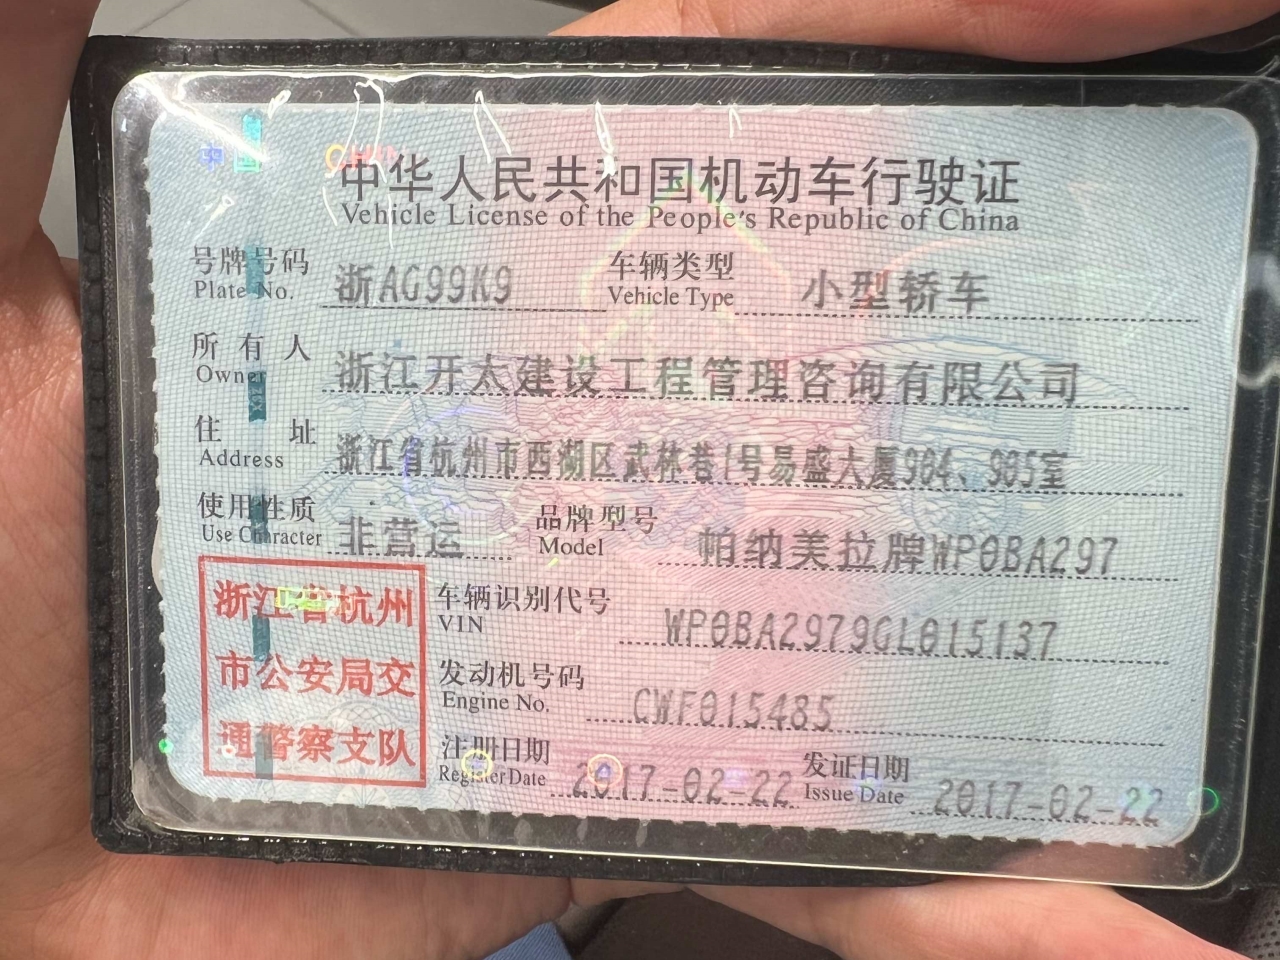 中国 CHINA
中华人民共和国机动车行驶证
Vehicle License of the People's Republic of China
号牌号码 浙AG99K9 车辆类型 小型轿车
Plate No. Vehicle Type
所有人 浙江开太建设工程管理咨询有限公司
Owner
住址 浙江省杭州市西湖区武林巷1号易盛大厦904、905室
Address
使用性质 非营运 品牌型号 帕纳美拉牌WP0BA297
Use Character Model
浙江省杭州
市公安局交
通警察支队
车辆识别代号 WP0BA2979GL015137
VIN
发动机号码 CWF015485
Engine No.
注册日期 2017-02-22 发证日期 2017-02-22
Register Date Issue Date